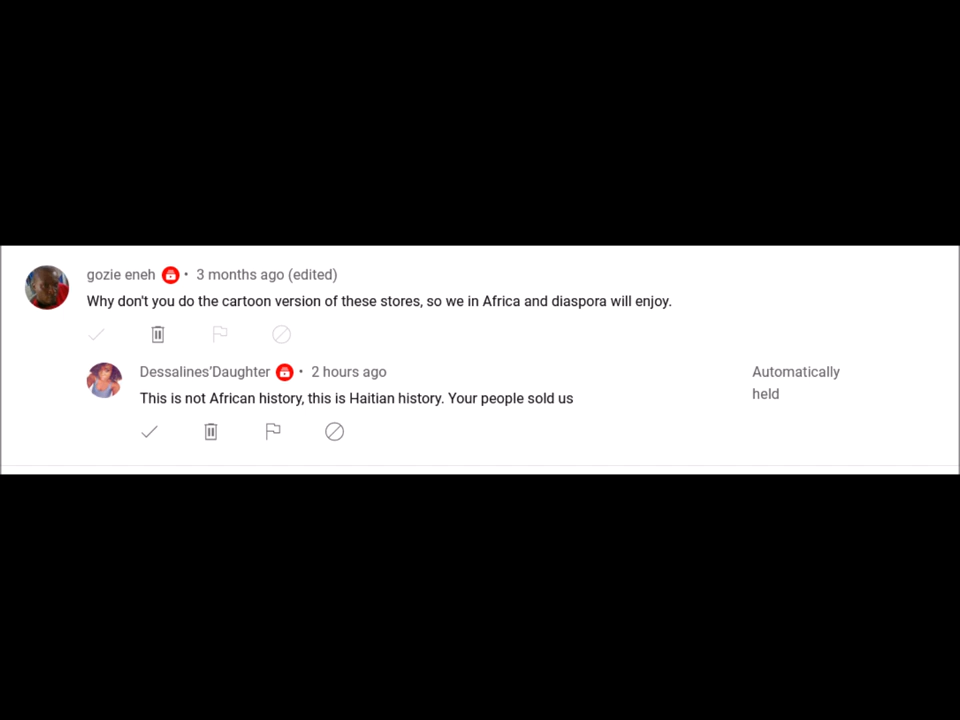 gozie eneh • 3 months ago (edited)
Why don't you do the cartoon version of these stores, so we in Africa and diaspora will enjoy.
Dessalines'Daughter • 2 hours ago
Automatically
held
This is not African history, this is Haitian history. Your people sold us